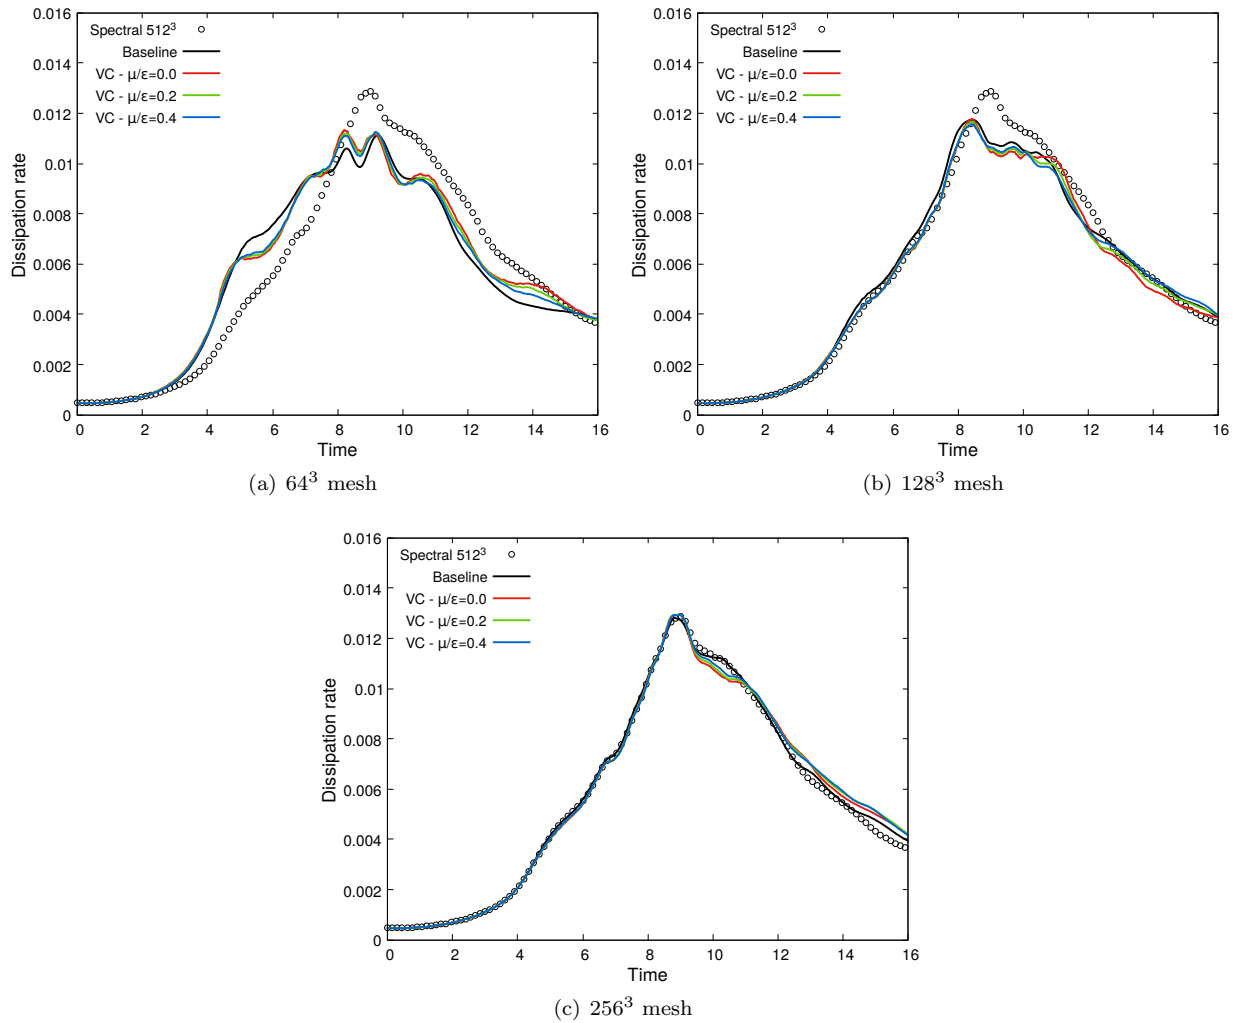 Spectral 512³
Baseline
VC - μ/ε=0.0
VC - μ/ε=0.2
VC - μ/ε=0.4
Dissipation rate
0.016
0.014
0.012
0.01
0.008
0.006
0.004
0.002
0
0 2 4 6 8 10 12 14 16
Time
(a) 64³ mesh
Spectral 512³
Baseline
VC - μ/ε=0.0
VC - μ/ε=0.2
VC - μ/ε=0.4
Dissipation rate
0.016
0.014
0.012
0.01
0.008
0.006
0.004
0.002
0
0 2 4 6 8 10 12 14 16
Time
(b) 128³ mesh
Spectral 512³
Baseline
VC - μ/ε=0.0
VC - μ/ε=0.2
VC - μ/ε=0.4
Dissipation rate
0.016
0.014
0.012
0.01
0.008
0.006
0.004
0.002
0
0 2 4 6 8 10 12 14 16
Time
(c) 256³ mesh